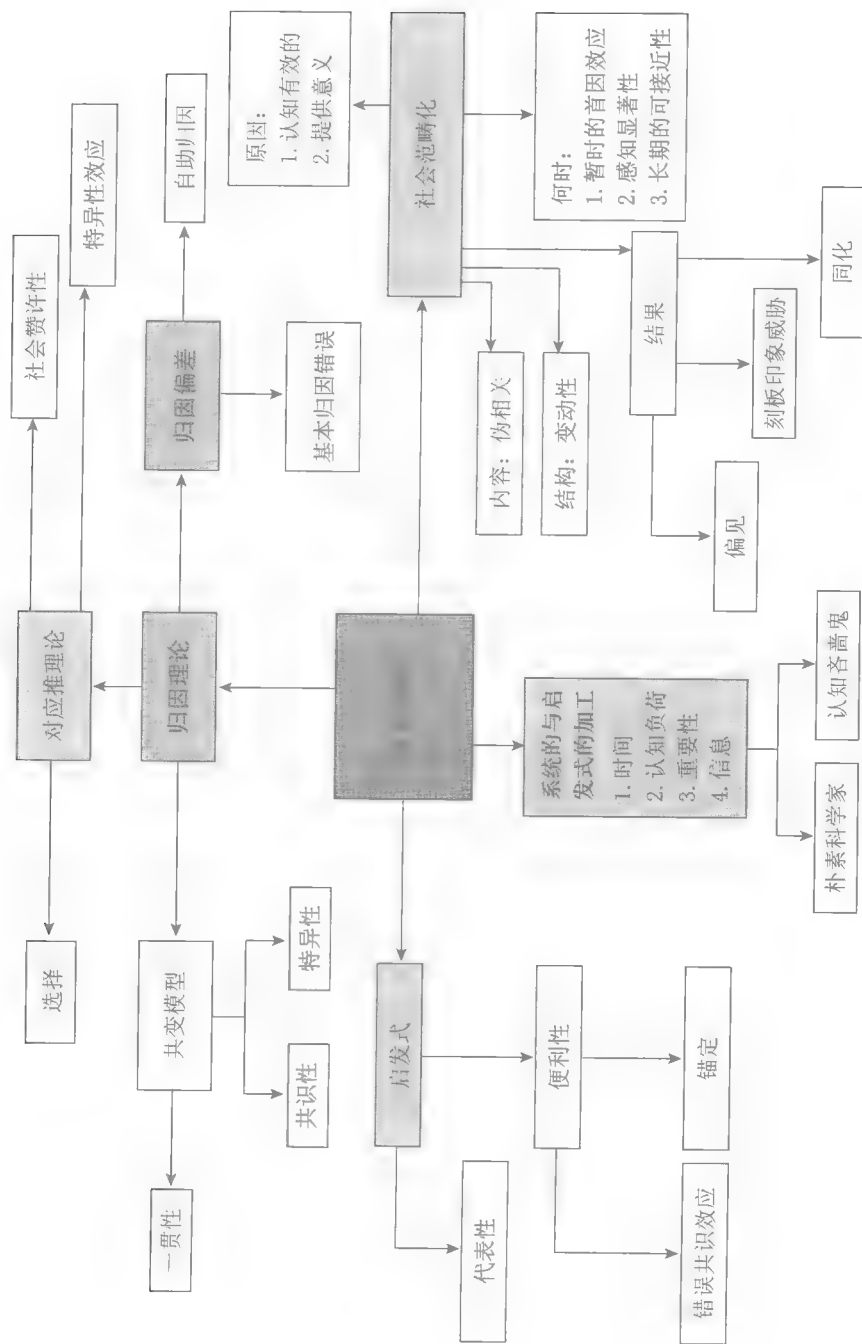 选择
对应推理论
社会赞许性
特异性效应
一贯性
共变模型
共识性
特异性
归因理论
归因偏差
自助归因
基本归因错误
启发式
代表性
便利性
错误共识效应
锚定
系统的与启
发式的加工
1. 时间
2. 认知负荷
3. 重要性
4. 信息
朴素科学家
认知吝啬鬼
社会范畴化
原因：
1. 认知有效的
2. 提供意义
何时：
1. 暂时的首因效应
2. 感知显著性
3. 长期的可接近性
内容：伪相关
结构：变动性
结果
偏见
刻板印象威胁
同化